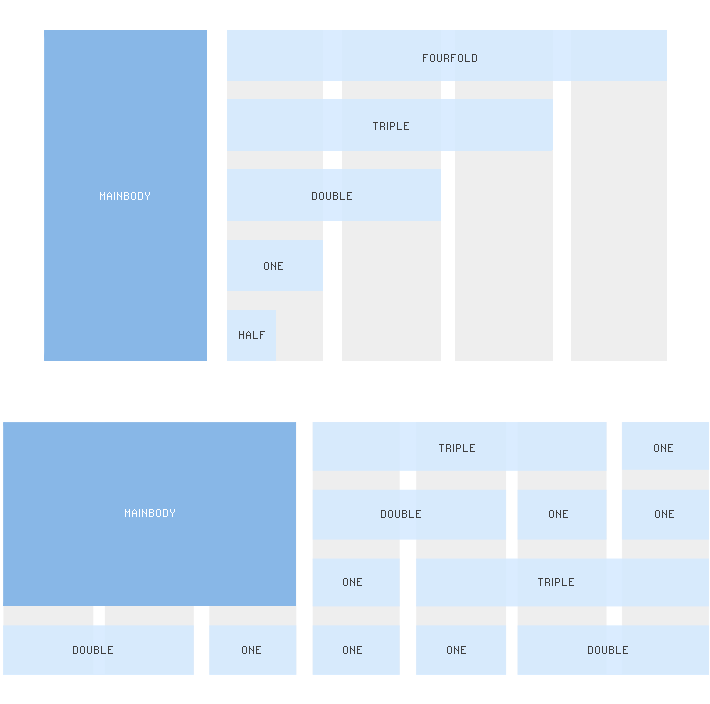 FOURFOLD
TRIPLE
MAINBODY
DOUBLE
ONE
HALF
TRIPLE
ONE
MAINBODY
DOUBLE
ONE
ONE
ONE
TRIPLE
DOUBLE
ONE
ONE
ONE
DOUBLE